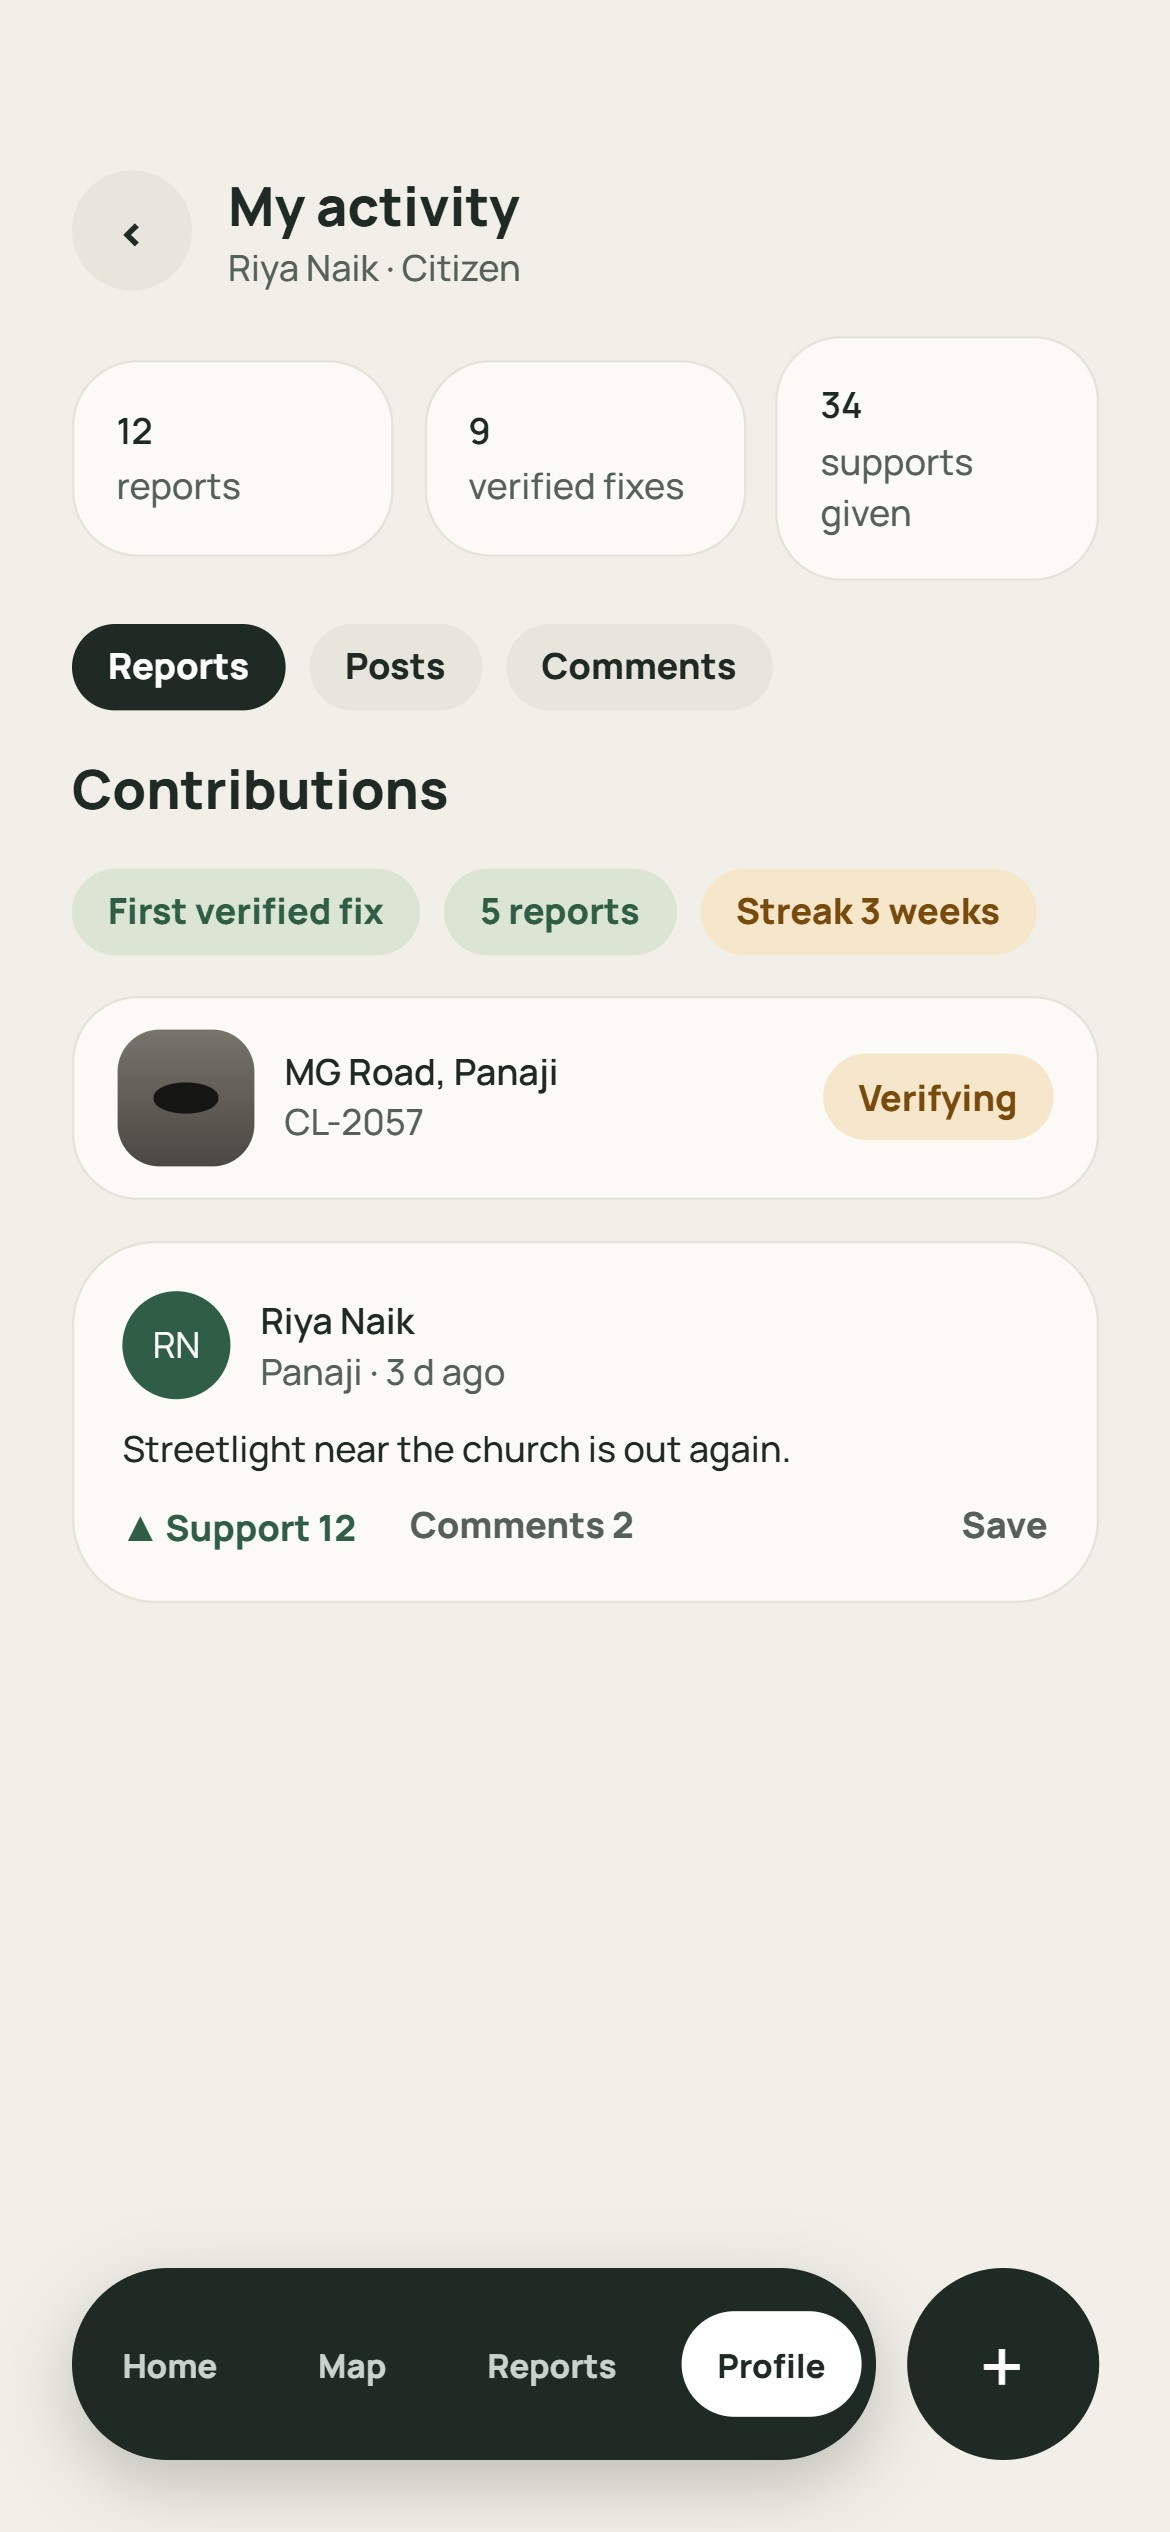 My activity
Riya Naik · Citizen
12
reports
9
verified fixes
34
supports
given
Reports
Posts
Comments
Contributions
First verified fix
5 reports
Streak 3 weeks
MG Road, Panaji
CL-2057
Verifying
RN
Riya Naik
Panaji · 3 d ago
Streetlight near the church is out again.
▲ Support 12
Comments 2
Save
Home
Map
Reports
Profile
+